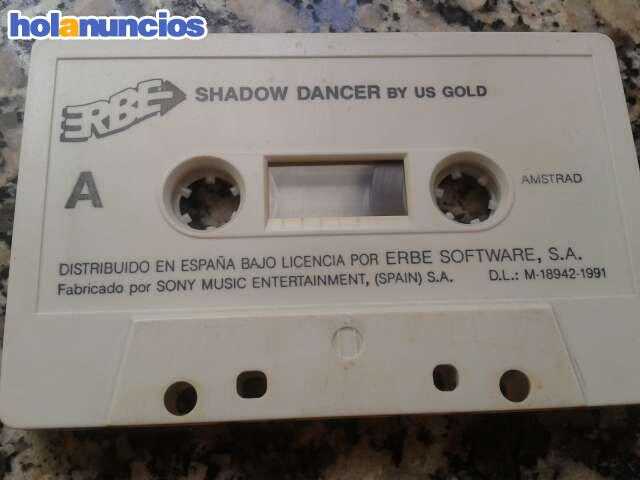 holanuncios
ERBE SHADOW DANCER BY US GOLD
A
AMSTRAD
DISTRIBUIDO EN ESPAÑA BAJO LICENCIA POR ERBE SOFTWARE, S.A.
Fabricado por SONY MUSIC ENTERTAINMENT, (SPAIN) S.A. D.L.: M-18942-1991